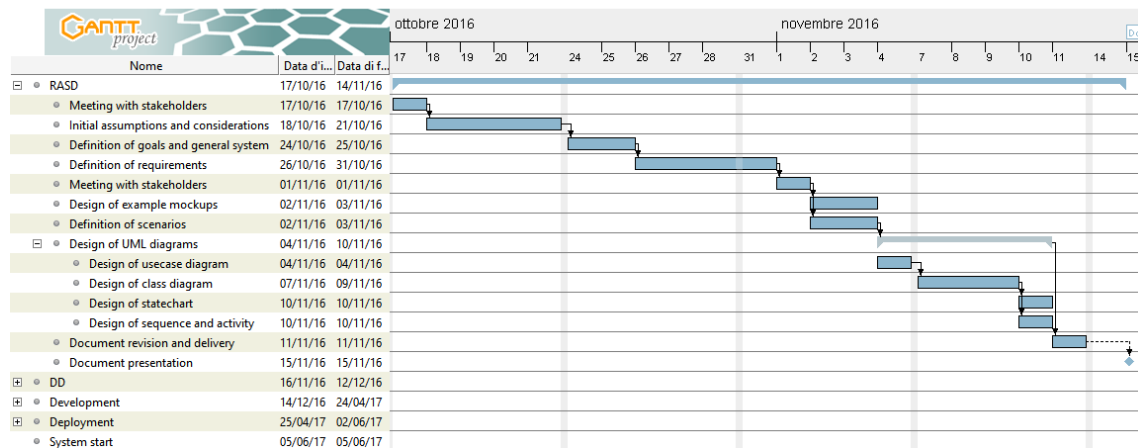 GANTT project
ottobre 2016 novembre 2016
17 18 19 20 21 24 25 26 27 28 31 1 2 3 4 7 8 9 10 11 14 15
Nome Data d'i... Data di f...
RASD 17/10/16 14/11/16
Meeting with stakeholders 17/10/16 17/10/16
Initial assumptions and considerations 18/10/16 21/10/16
Definition of goals and general system 24/10/16 25/10/16
Definition of requirements 26/10/16 31/10/16
Meeting with stakeholders 01/11/16 01/11/16
Design of example mockups 02/11/16 03/11/16
Definition of scenarios 02/11/16 03/11/16
Design of UML diagrams 04/11/16 10/11/16
Design of usecase diagram 04/11/16 04/11/16
Design of class diagram 07/11/16 09/11/16
Design of statechart 10/11/16 10/11/16
Design of sequence and activity 10/11/16 10/11/16
Document revision and delivery 11/11/16 11/11/16
Document presentation 15/11/16 15/11/16
DD 16/11/16 12/12/16
Development 14/12/16 24/04/17
Deployment 25/04/17 02/06/17
System start 05/06/17 05/06/17